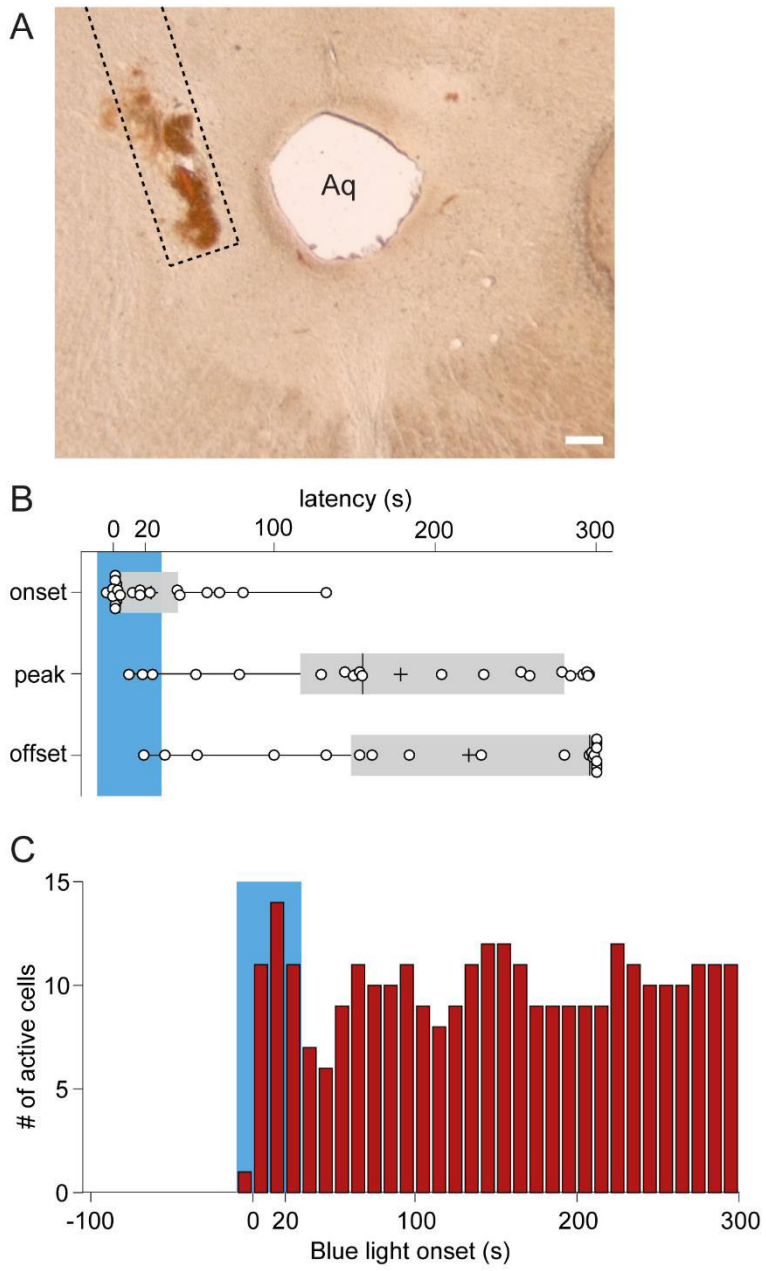 A
Aq
B
latency (s)
0 20 100 200 300
onset
peak
offset
C
15
10
5
0
# of active cells
-100 0 20 100 200 300
Blue light onset (s)